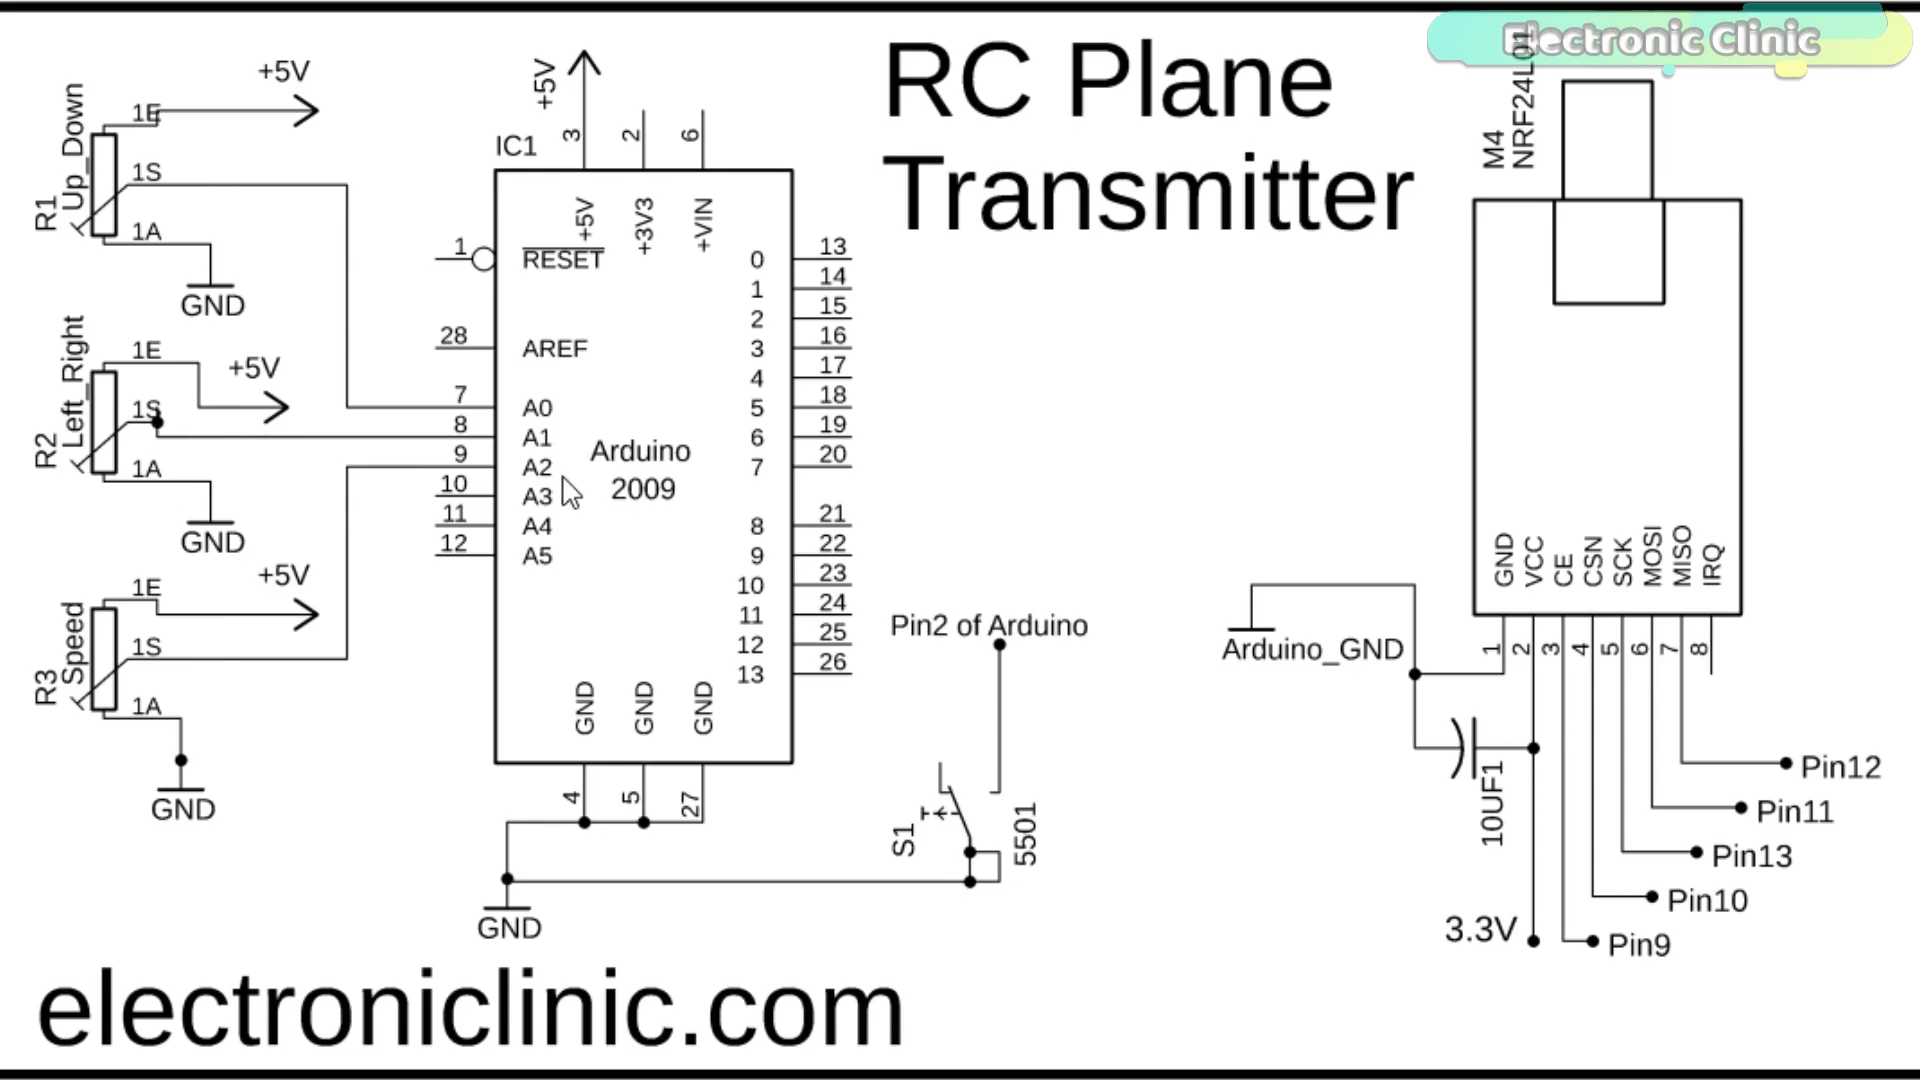 Electronic Clinic
RC Plane
Transmitter
+5V
1E
1S
1A
GND
R1
Up_Down
+5V
1E
1S
1A
GND
R2
Left_Right
+5V
1E
1S
1A
GND
R3
Speed
+5V
IC1
3
2
6
+5V
+3V3
+VIN
1
RESET
28
AREF
7
A0
8
A1
9
A2
10
A3
11
A4
12
A5
Arduino
2009
0 13
1 14
2 15
3 16
4 17
5 18
6 19
7 20
8 21
9 22
10 23
11 24
12 25
13 26
GND
GND
GND
4
5
27
GND
Pin2 of Arduino
S1
5501
M4
NRF24L01
GND
VCC
CE
CSN
SCK
MOSI
MISO
IRQ
1
2
3
4
5
6
7
8
Arduino_GND
10UF1
Pin12
Pin11
Pin13
Pin10
3.3V
Pin9
electroniclinic.com